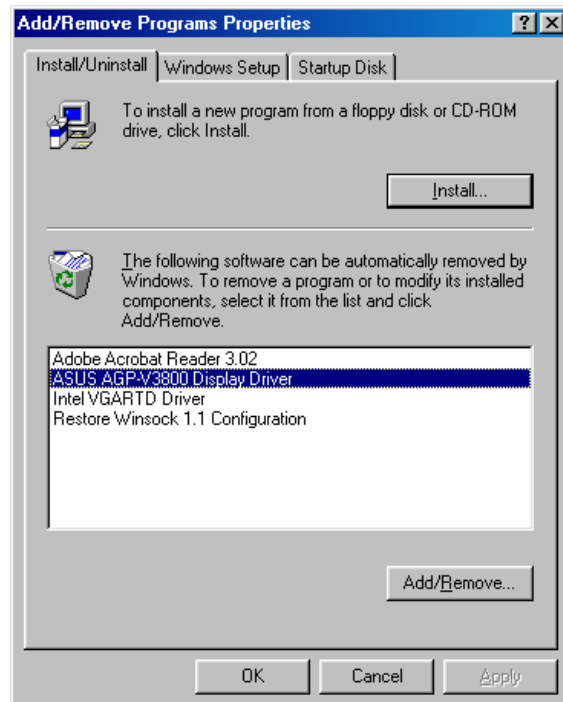 Add/Remove Programs Properties
Install/Uninstall Windows Setup Startup Disk
To install a new program from a floppy disk or CD-ROM
drive, click Install.
Install...
The following software can be automatically removed by
Windows. To remove a program or to modify its installed
components, select it from the list and click
Add/Remove.
Adobe Acrobat Reader 3.02
ASUS AGP-V3800 Display Driver
Intel VGARTD Driver
Restore Winsock 1.1 Configuration
Add/Remove...
OK Cancel Apply